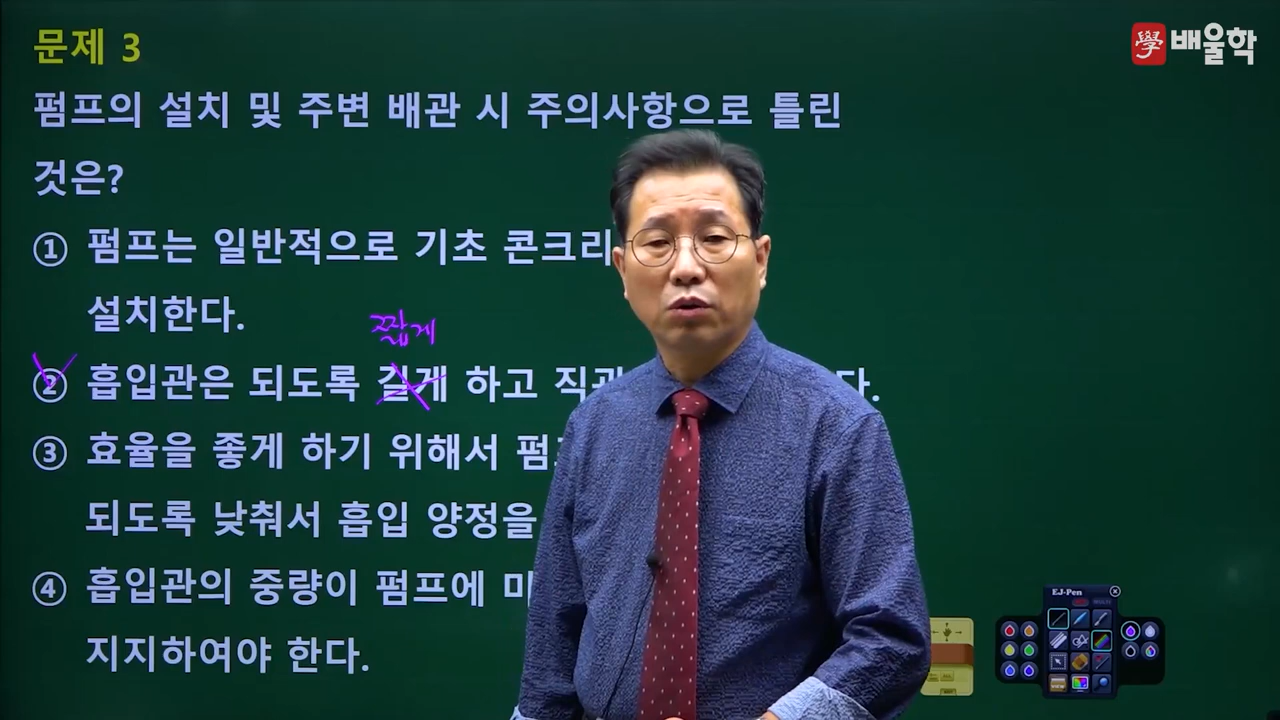 문제 3
學 배울학
펌프의 설치 및 주변 배관 시 주의사항으로 틀린
것은?
① 펌프는 일반적으로 기초 콘크리
설치한다.
짧게
② 흡입관은 되도록 길게 하고 직관 다.
③ 효율을 좋게 하기 위해서 펌프
되도록 낮춰서 흡입 양정을
④ 흡입관의 중량이 펌프에 미
지지하여야 한다.
EJ-Pen